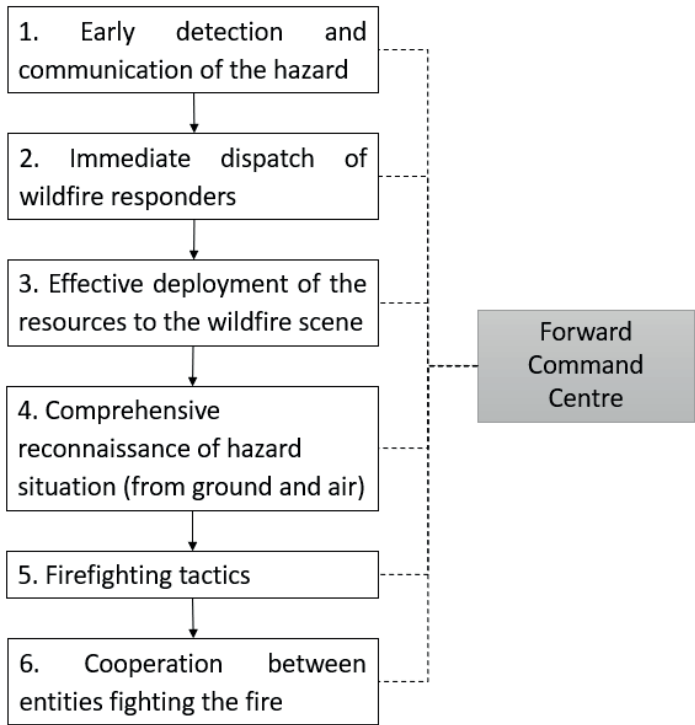 1. Early detection and
communication of the hazard
2. Immediate dispatch of
wildfire responders
3. Effective deployment of the
resources to the wildfire scene
4. Comprehensive
reconnaissance of hazard
situation (from ground and air)
5. Firefighting tactics
6. Cooperation between
entities fighting the fire
Forward
Command
Centre